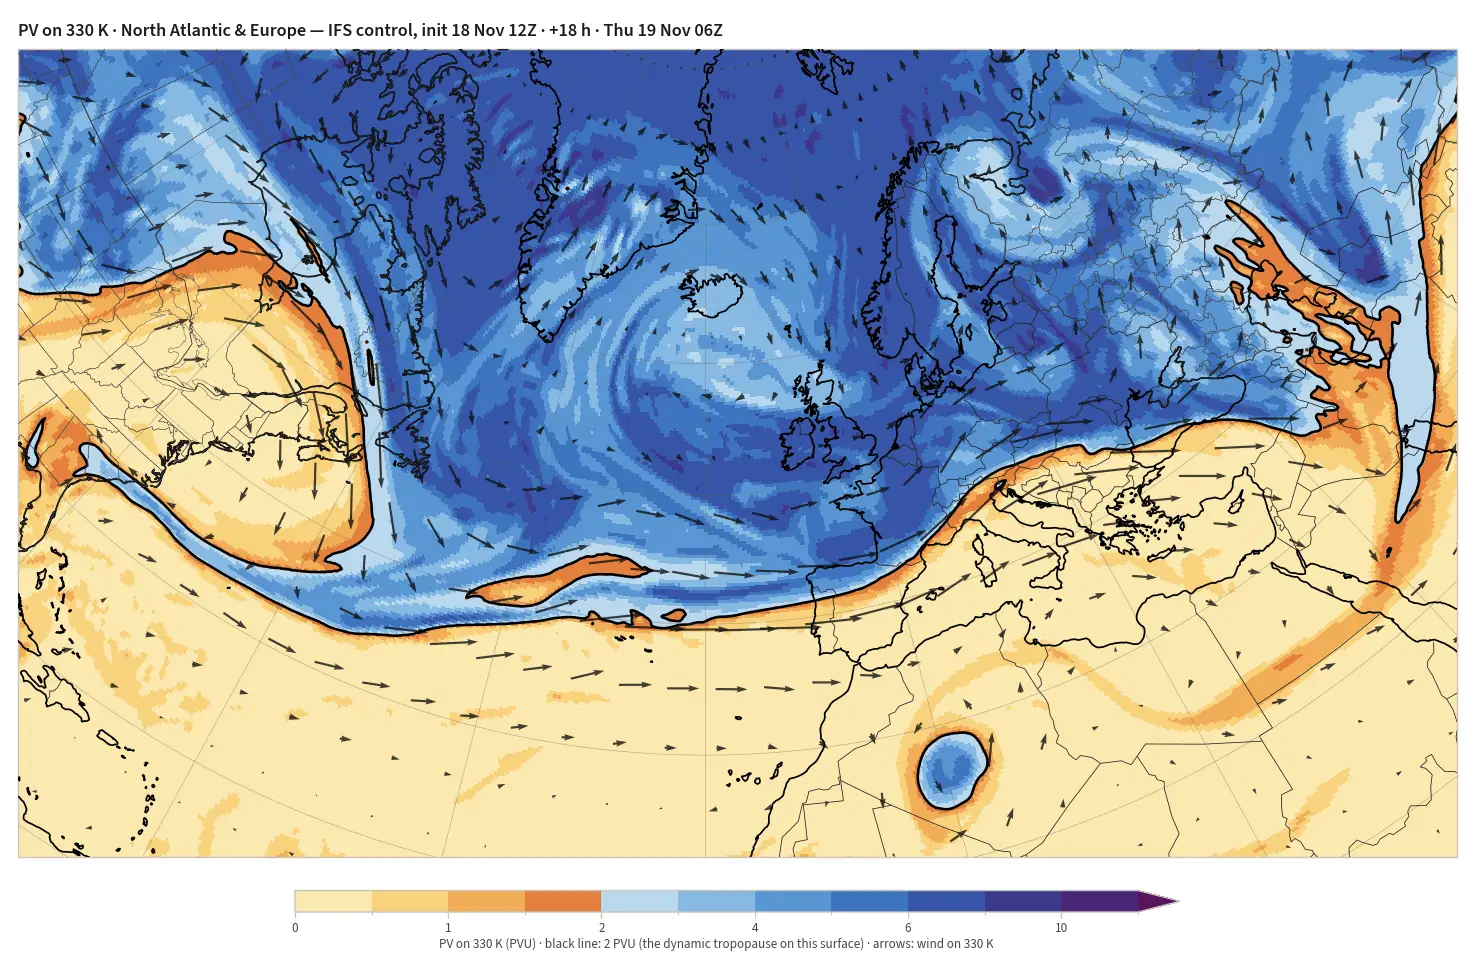 PV on 330 K · North Atlantic & Europe — IFS control, init 18 Nov 12Z · +18 h · Thu 19 Nov 06Z
0 1 2 4 6 10
PV on 330 K (PVU) · black line: 2 PVU (the dynamic tropopause on this surface) · arrows: wind on 330 K